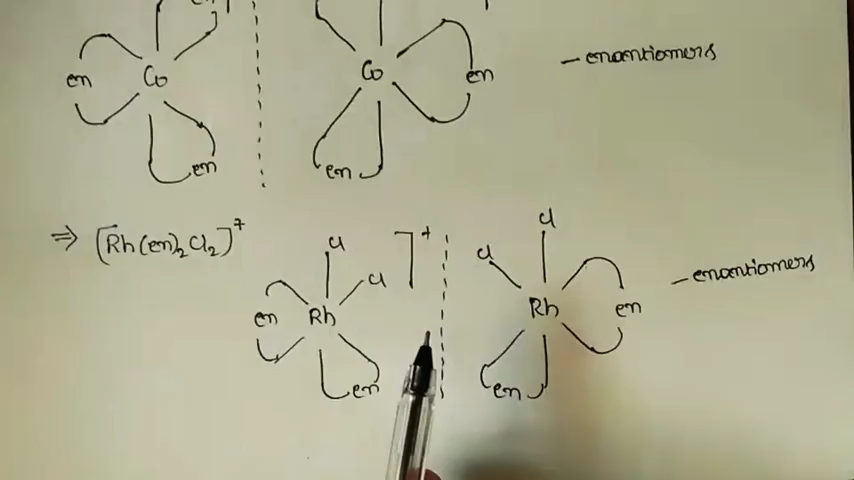 en
en Co
en
Co en
en
- enantiomers
⇒ [Rh(en)₂Cl₂]⁺
Cl
Cl ]⁺
en Rh
en
Cl
Cl
Rh en
en
- enantiomers